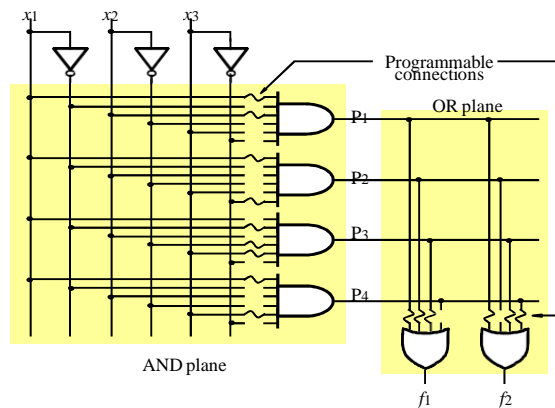 x1 x2 x3
Programmable
connections
P1 OR plane
P2
P3
P4
AND plane
f1 f2